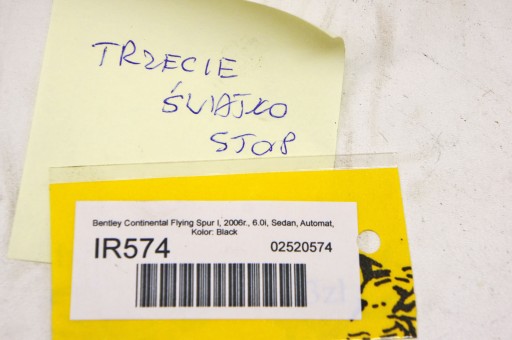 TRZECIE
ŚWIATŁO
STOP
Bentley Continental Flying Spur I, 2006r., 6.0i, Sedan, Automat,
Kolor: Black
IR574
02520574